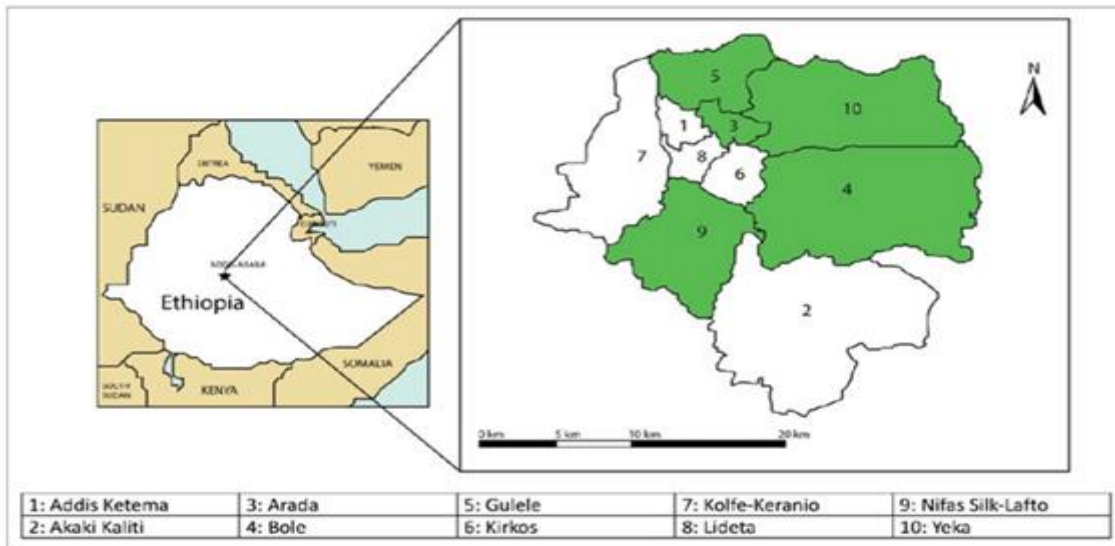 N
5
10
1
3
7
8
6
4
9
2
ERITREA
YEMEN
SUDAN
Ethiopia
SOMALIA
KENYA
SOUTH
SUDAN
0 km
5 km
10 km
20 km
1: Addis Ketema
3: Arada
5: Gulele
7: Kolfe-Keranio
9: Nifas Silk-Lafto
2: Akaki Kaliti
4: Bole
6: Kirkos
8: Lideta
10: Yeka